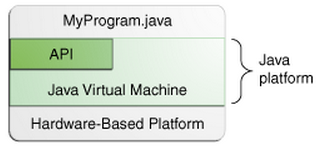 MyProgram.java
API
Java Virtual Machine
Hardware-Based Platform
Java
platform